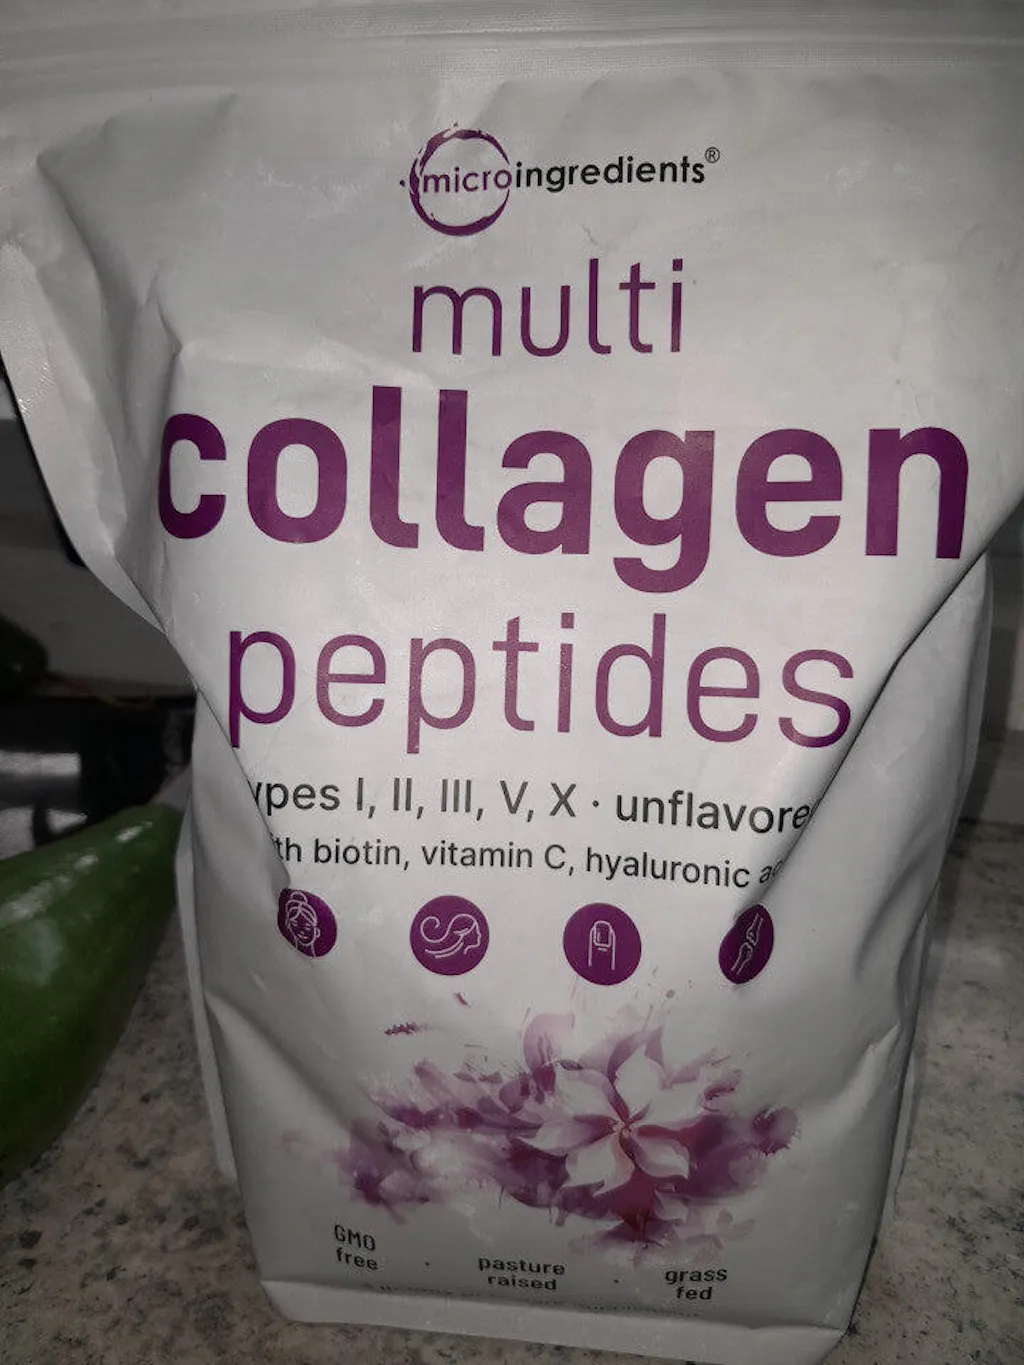 microingredients®
multi
collagen
peptides
ypes I, II, III, V, X · unflavore
th biotin, vitamin C, hyaluronic a
GMO free · pasture raised · grass fed